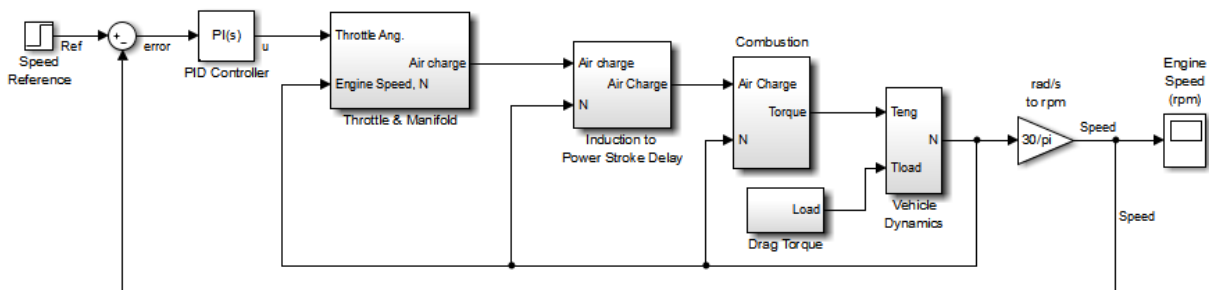 Speed
Reference
Ref
+
−
error
PI(s)
u
PID Controller
Throttle Ang.
Air charge
Engine Speed, N
Throttle & Manifold
Air charge
Air Charge
N
Induction to
Power Stroke Delay
Combustion
Air Charge
Torque
N
Load
Drag Torque
Teng
N
Tload
Vehicle
Dynamics
rad/s
to rpm
30/pi
Speed
Speed
Engine
Speed
(rpm)